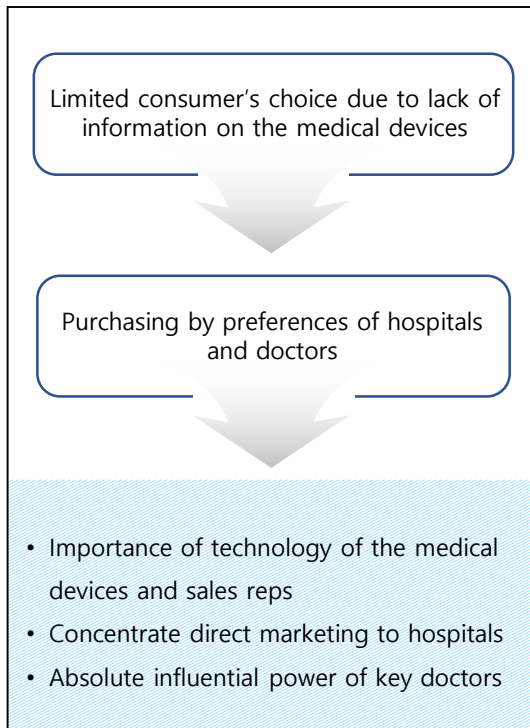 Limited consumer’s choice due to lack of
information on the medical devices
Purchasing by preferences of hospitals
and doctors
• Importance of technology of the medical
devices and sales reps
• Concentrate direct marketing to hospitals
• Absolute influential power of key doctors